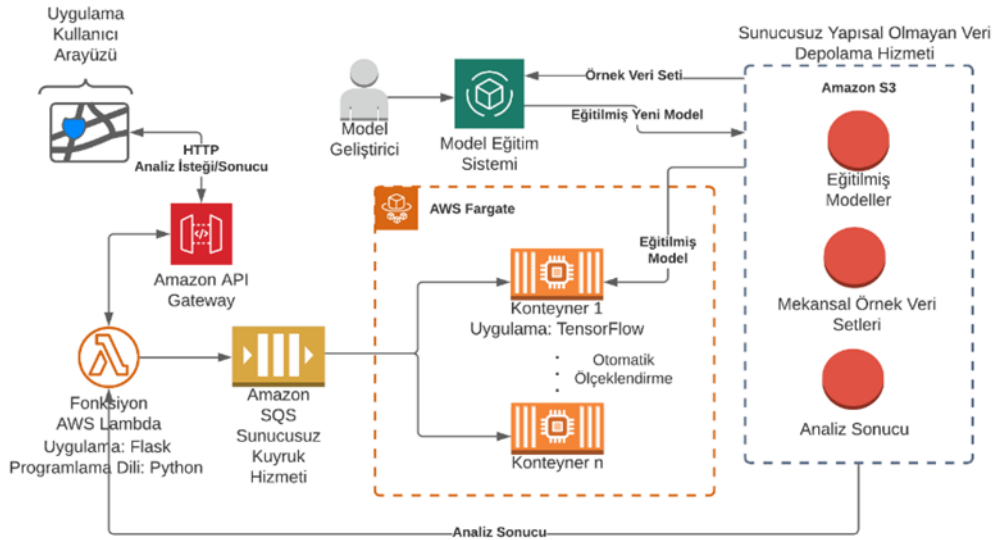 Uygulama
Kullanıcı
Arayüzü
HTTP
Analiz İsteği/Sonucu
Amazon API
Gateway
Fonksiyon
AWS Lambda
Uygulama: Flask
Programlama Dili: Python
Amazon
SQS
Sunucusuz
Kuyruk
Hizmeti
Model
Geliştirici
Model Eğitim
Sistemi
Örnek Veri Seti
Eğitilmiş Yeni Model
AWS Fargate
Eğitilmiş
Model
Konteyner 1
Uygulama: TensorFlow
Otomatik
Ölçeklendirme
Konteyner n
Sunucusuz Yapısal Olmayan Veri
Depolama Hizmeti
Amazon S3
Eğitilmiş
Modeller
Mekansal Örnek Veri
Setleri
Analiz Sonucu
Analiz Sonucu